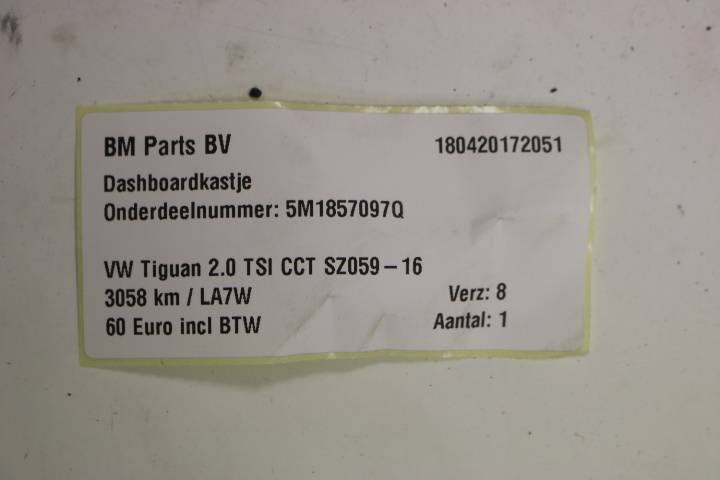 BM Parts BV 180420172051
Dashboardkastje
Onderdeelnummer: 5M1857097Q
VW Tiguan 2.0 TSI CCT SZ059-16
3058 km / LA7W Verz: 8
60 Euro incl BTW Aantal: 1